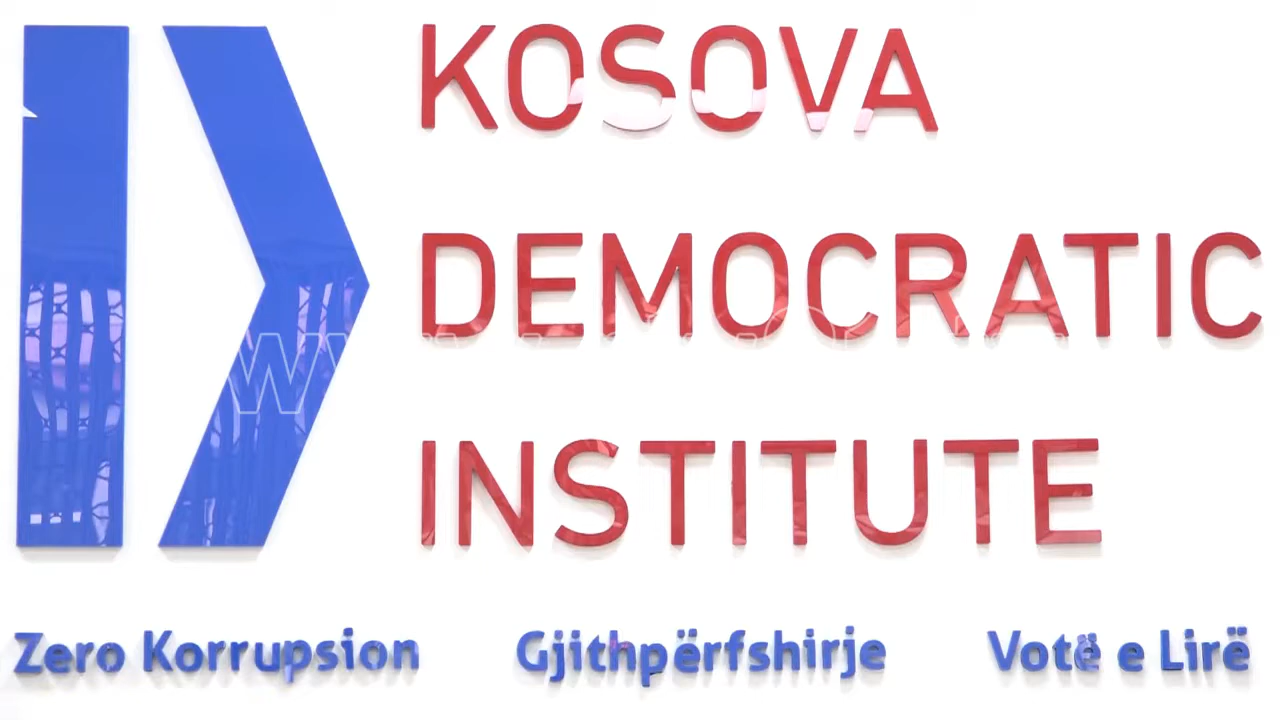 KOSOVA
DEMOCRATIC
INSTITUTE
Zero Korrupsion Gjithpërfshirje Votë e Lirë